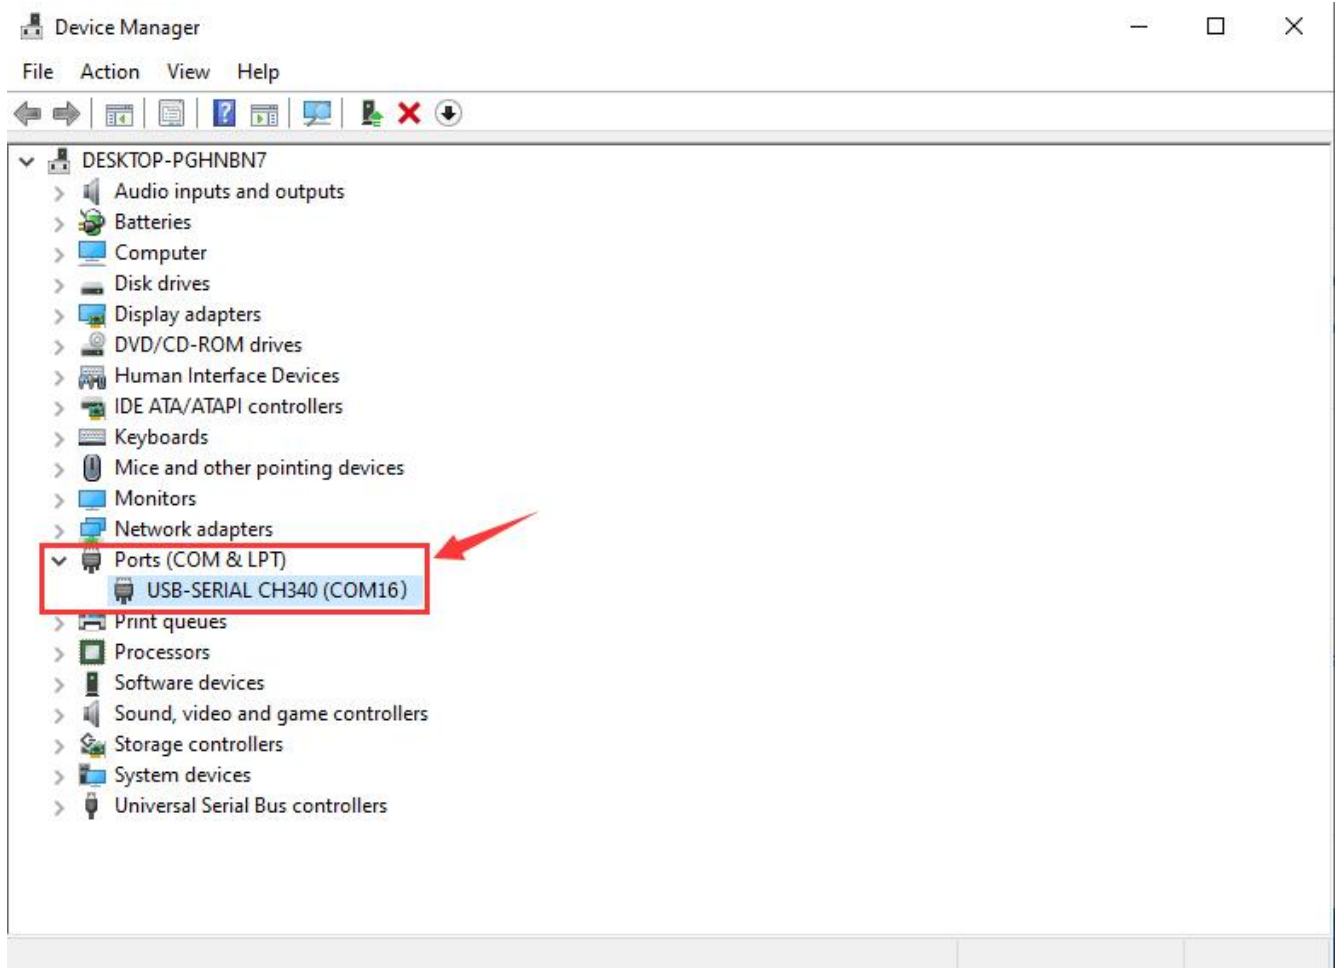 Device Manager
File Action View Help
DESKTOP-PGHNBN7
Audio inputs and outputs
Batteries
Computer
Disk drives
Display adapters
DVD/CD-ROM drives
Human Interface Devices
IDE ATA/ATAPI controllers
Keyboards
Mice and other pointing devices
Monitors
Network adapters
Ports (COM & LPT)
USB-SERIAL CH340 (COM16)
Print queues
Processors
Software devices
Sound, video and game controllers
Storage controllers
System devices
Universal Serial Bus controllers